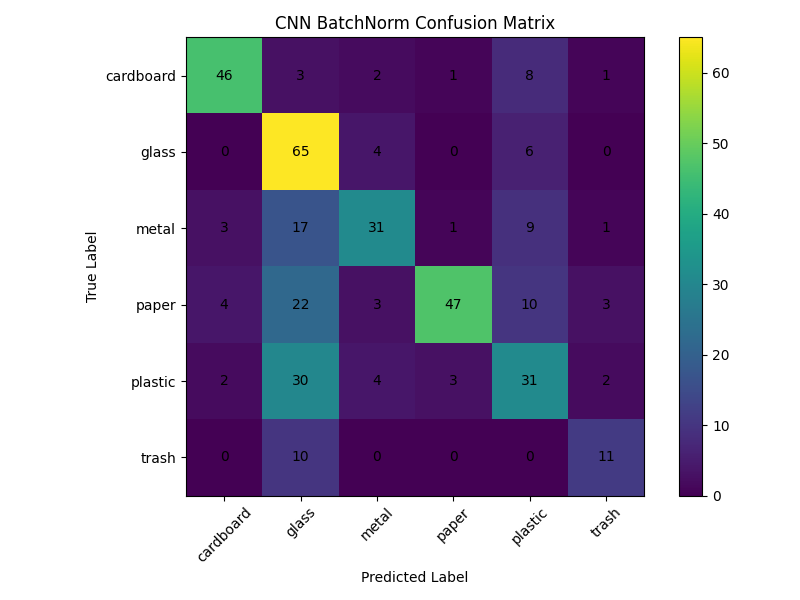 CNN BatchNorm Confusion Matrix
cardboard 46 3 2 1 8 1
glass 0 65 4 0 6 0
metal 3 17 31 1 9 1
paper 4 22 3 47 10 3
plastic 2 30 4 3 31 2
trash 0 10 0 0 0 11
cardboard glass metal paper plastic trash
Predicted Label
True Label
60
50
40
30
20
10
0